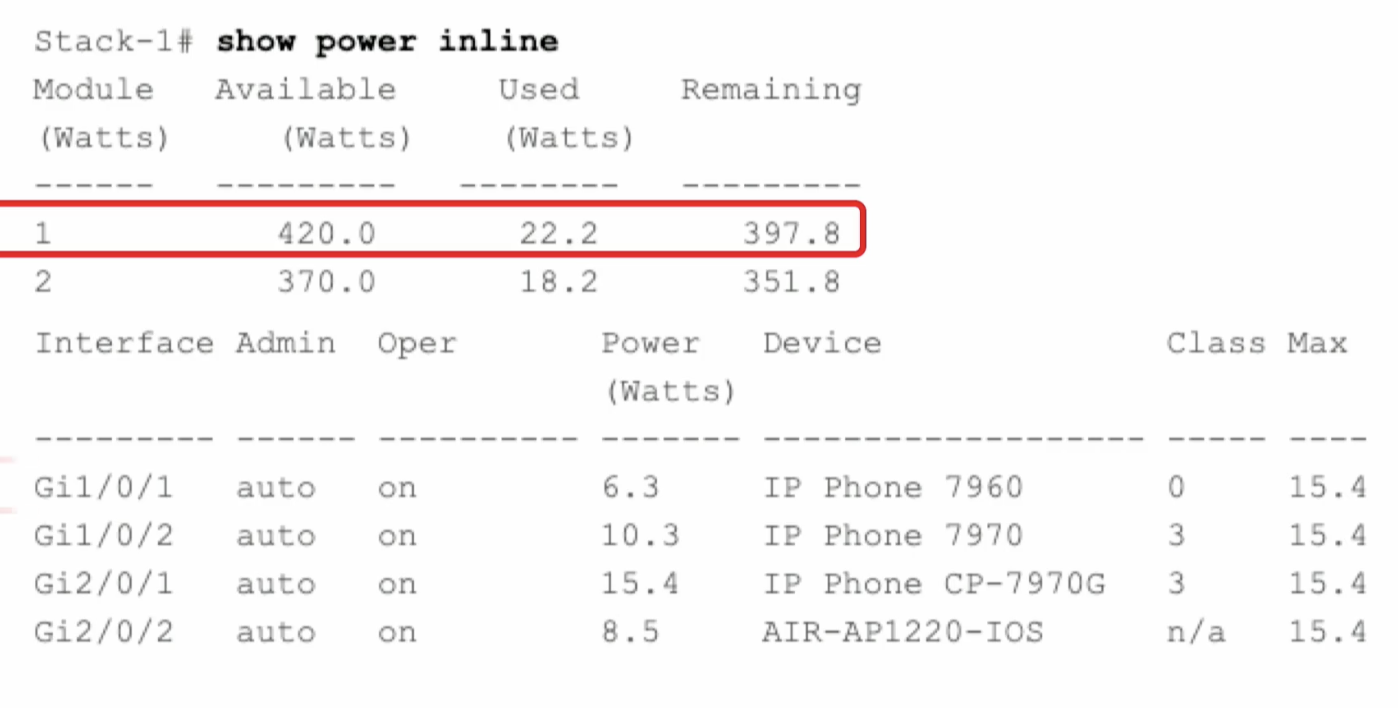 Stack-1# show power inline
Module Available Used Remaining
(Watts) (Watts) (Watts)
------ --------- -------- ---------
1 420.0 22.2 397.8
2 370.0 18.2 351.8
Interface Admin Oper Power Device Class Max
(Watts)
--------- ------ ---------- ------- ------------------- ----- ----
Gi1/0/1 auto on 6.3 IP Phone 7960 0 15.4
Gi1/0/2 auto on 10.3 IP Phone 7970 3 15.4
Gi2/0/1 auto on 15.4 IP Phone CP-7970G 3 15.4
Gi2/0/2 auto on 8.5 AIR-AP1220-IOS n/a 15.4